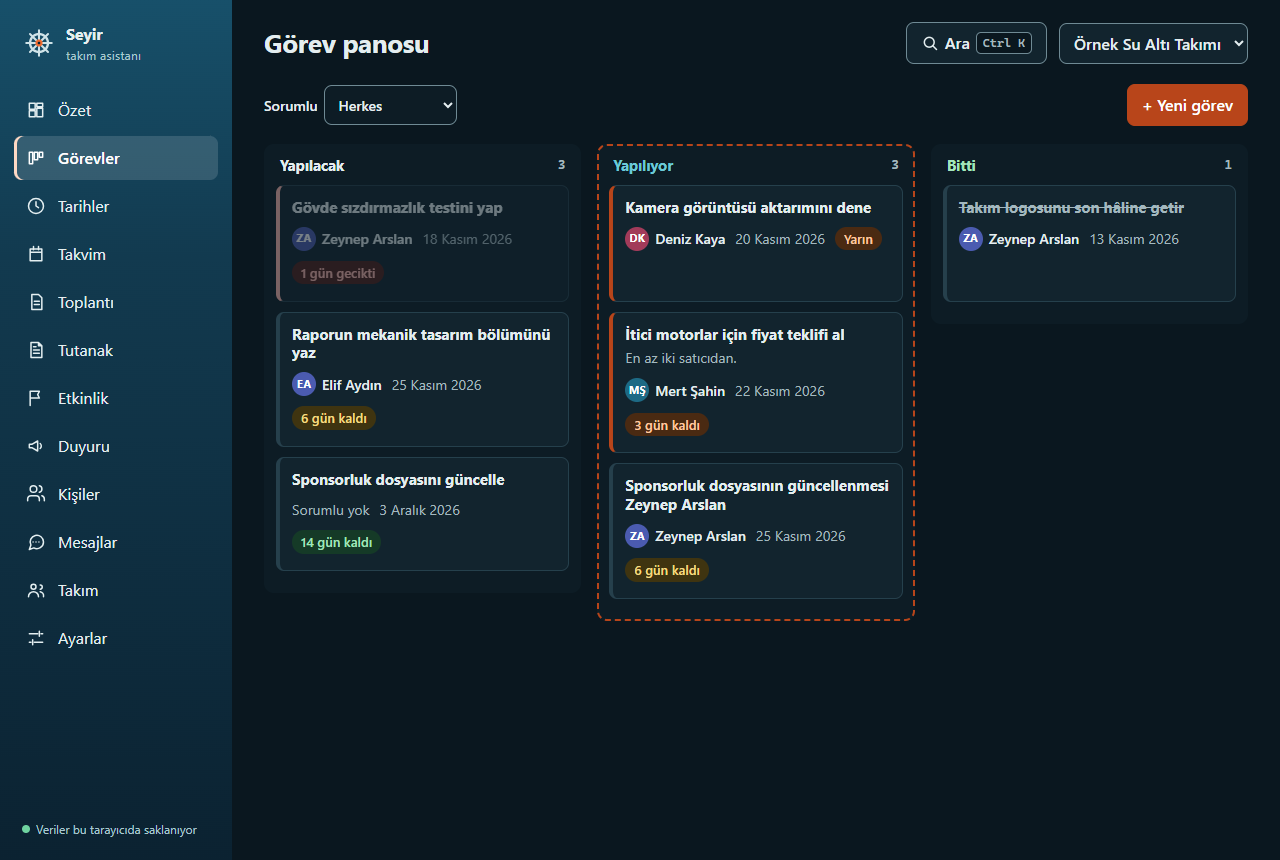 Seyir
takım asistanı
Özet
Görevler
Tarihler
Takvim
Toplantı
Tutanak
Etkinlik
Duyuru
Kişiler
Mesajlar
Takım
Ayarlar
Veriler bu tarayıcıda saklanıyor
Görev panosu
Ara Ctrl K
Örnek Su Altı Takımı
Sorumlu Herkes
+ Yeni görev
Yapılacak 3
Gövde sızdırmazlık testini yap
ZA Zeynep Arslan 18 Kasım 2026
1 gün gecikti
Raporun mekanik tasarım bölümünü
yaz
EA Elif Aydın 25 Kasım 2026
6 gün kaldı
Sponsorluk dosyasını güncelle
Sorumlu yok 3 Aralık 2026
14 gün kaldı
Yapılıyor 3
Kamera görüntüsü aktarımını dene
DK Deniz Kaya 20 Kasım 2026 Yarın
İtici motorlar için fiyat teklifi al
En az iki satıcıdan.
MŞ Mert Şahin 22 Kasım 2026
3 gün kaldı
Sponsorluk dosyasının güncellenmesi
Zeynep Arslan
ZA Zeynep Arslan 25 Kasım 2026
6 gün kaldı
Bitti 1
Takım logosunu son hâline getir
ZA Zeynep Arslan 13 Kasım 2026